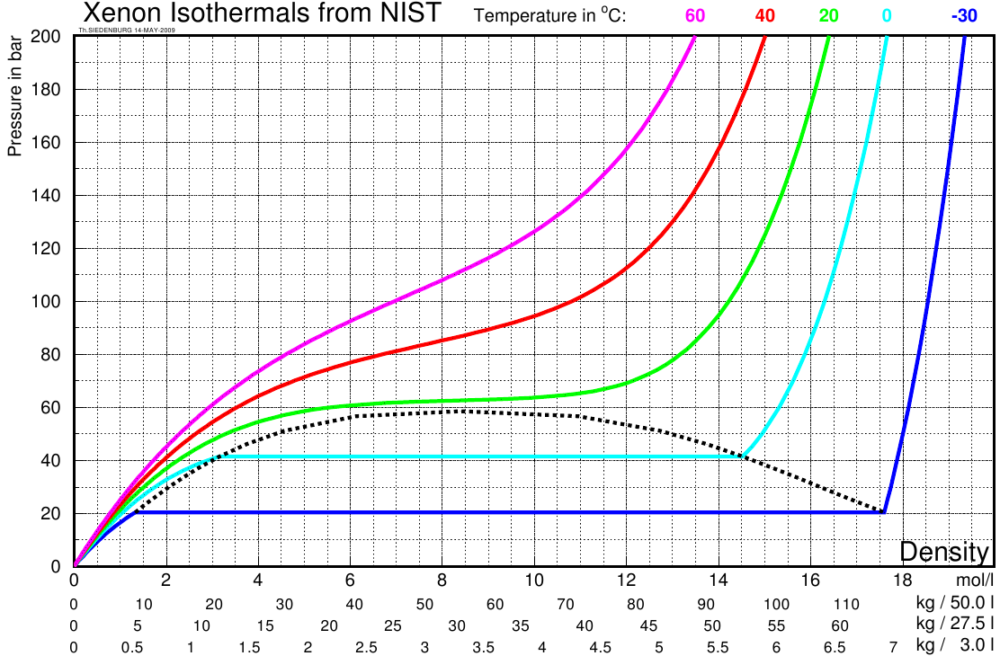 Xenon Isothermals from NIST Temperature in °C: 60 40 20 0 -30
Th.SIEDENBURG 14-MAY-2009
Pressure in bar
200
180
160
140
120
100
80
60
40
20
0
Density
0 2 4 6 8 10 12 14 16 18 mol/l
0 10 20 30 40 50 60 70 80 90 100 110 kg / 50.0 l
0 5 10 15 20 25 30 35 40 45 50 55 60 kg / 27.5 l
0 0.5 1 1.5 2 2.5 3 3.5 4 4.5 5 5.5 6 6.5 7 kg / 3.0 l